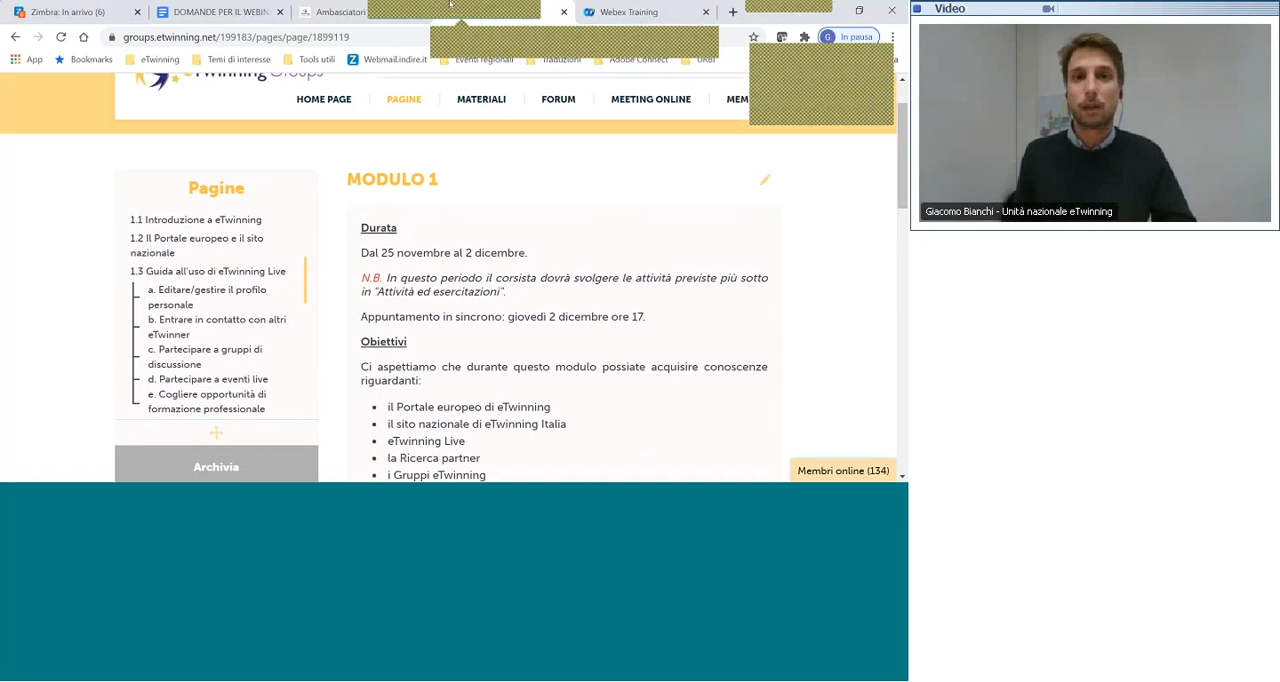 Zimbra: In arrivo (6)
DOMANDE PER IL WEBIN
Ambasciatori
Webex Training
groups.etwinning.net/199183/pages/page/1899119
In pausa
App
Bookmarks
eTwinning
Temi di interesse
Tools utili
Webmail.indire.it
Eventi regionali
Traduzioni
Adobe Connect
eTwinning Groups
HOME PAGE
PAGINE
MATERIALI
FORUM
MEETING ONLINE
MEM
Pagine
1.1 Introduzione a eTwinning
1.2 Il Portale europeo e il sito
nazionale
1.3 Guida all'uso di eTwinning Live
a. Editare/gestire il profilo
personale
b. Entrare in contatto con altri
eTwinner
c. Partecipare a gruppi di
discussione
d. Partecipare a eventi live
e. Cogliere opportunità di
formazione professionale
Archivia
MODULO 1
Durata
Dal 25 novembre al 2 dicembre.
N.B. In questo periodo il corsista dovrà svolgere le attività previste più sotto
in "Attività ed esercitazioni".
Appuntamento in sincrono: giovedì 2 dicembre ore 17.
Obiettivi
Ci aspettiamo che durante questo modulo possiate acquisire conoscenze
riguardanti:
• il Portale europeo di eTwinning
• il sito nazionale di eTwinning Italia
• eTwinning Live
• la Ricerca partner
• i Gruppi eTwinning
Membri online (134)
Video
Giacomo Bianchi - Unità nazionale eTwinning